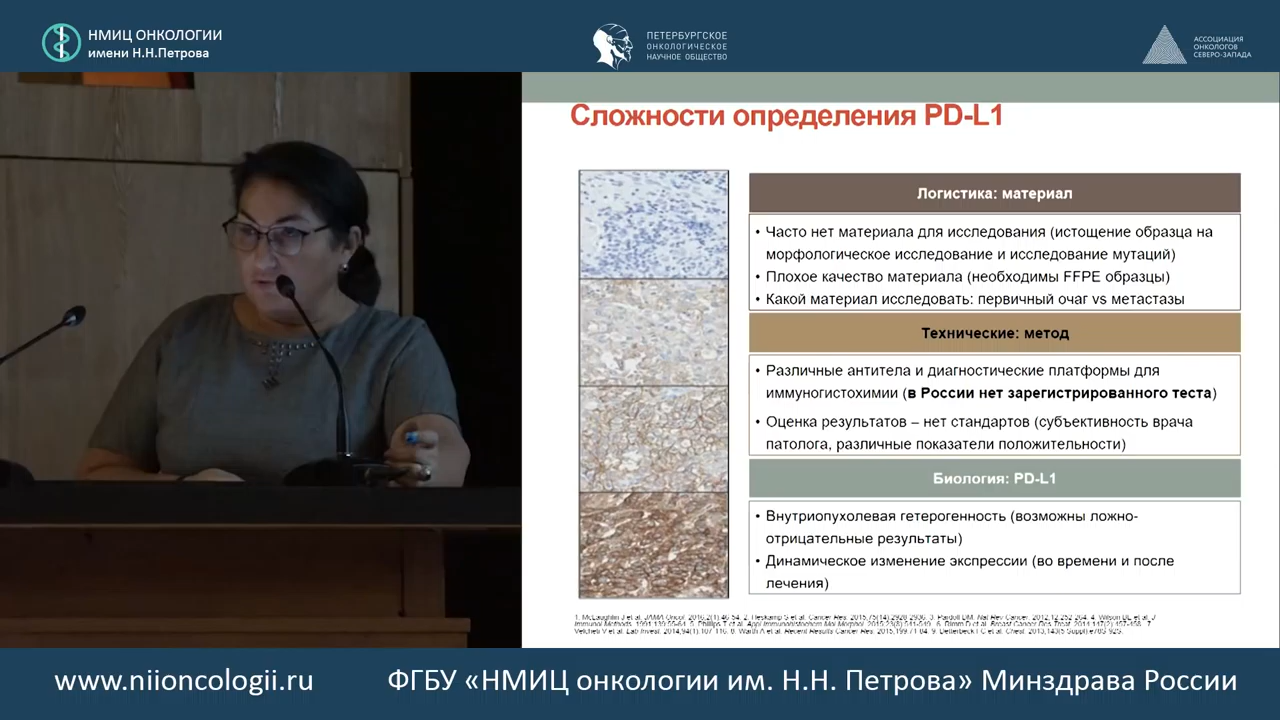 НМИЦ ОНКОЛОГИИ
имени Н.Н.Петрова
ПЕТЕРБУРГСКОЕ
ОНКОЛОГИЧЕСКОЕ
НАУЧНОЕ ОБЩЕСТВО
АССОЦИАЦИЯ
ОНКОЛОГОВ
СЕВЕРО-ЗАПАДА
Сложности определения PD-L1
Логистика: материал
• Часто нет материала для исследования (истощение образца на
морфологическое исследование и исследование мутаций)
• Плохое качество материала (необходимы FFPE образцы)
• Какой материал исследовать: первичный очаг vs метастазы
Технические: метод
• Различные антитела и диагностические платформы для
иммуногистохимии (в России нет зарегистрированного теста)
• Оценка результатов – нет стандартов (субъективность врача
патолога, различные показатели положительности)
Биология: PD-L1
• Внутриопухолевая гетерогенность (возможны ложно-
отрицательные результаты)
• Динамическое изменение экспрессии (во времени и после
лечения)
www.niioncologii.ru
ФГБУ «НМИЦ онкологии им. Н.Н. Петрова» Минздрава России